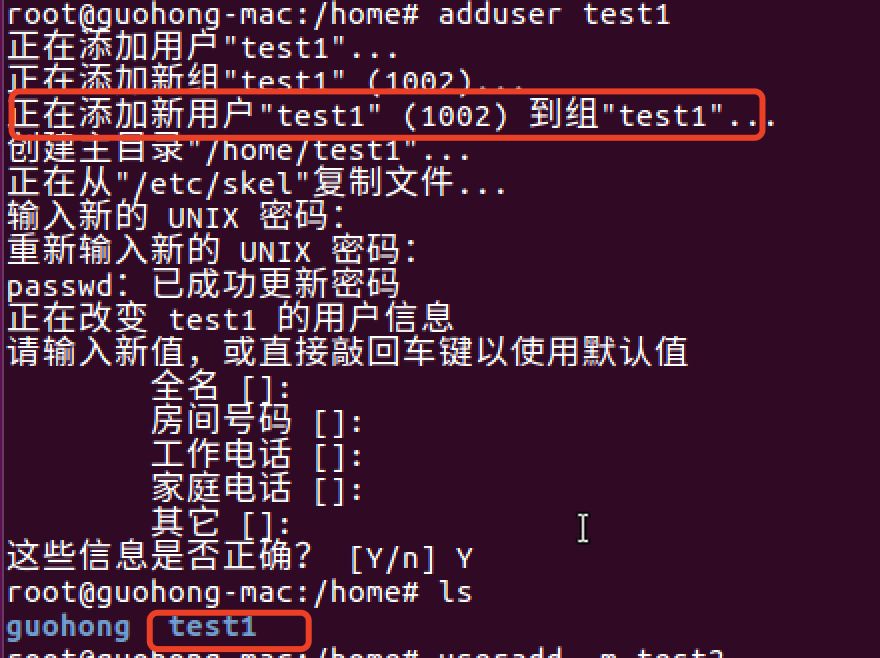 root@guohong-mac:/home# adduser test1
正在添加用户"test1"...
正在添加新组"test1" (1002)...
正在添加新用户"test1" (1002) 到组"test1"...
创建主目录"/home/test1"...
正在从"/etc/skel"复制文件...
输入新的 UNIX 密码：
重新输入新的 UNIX 密码：
passwd：已成功更新密码
正在改变 test1 的用户信息
请输入新值，或直接敲回车键以使用默认值
全名 []:
房间号码 []:
工作电话 []:
家庭电话 []:
其它 []:
这些信息是否正确？ [Y/n] Y
root@guohong-mac:/home# ls
guohong test1
root@guohong-mac:/home# useradd -m test2